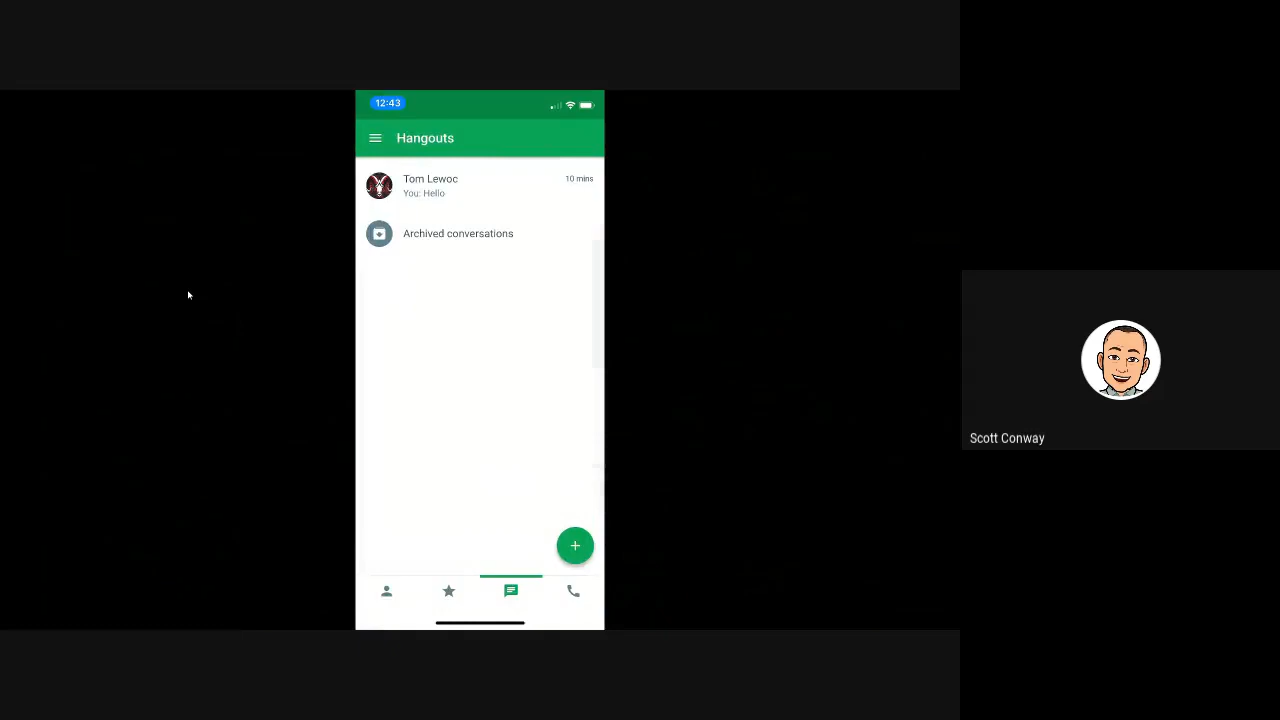 12:43
Hangouts
Tom Lewoc
10 mins
You: Hello
Archived conversations
Scott Conway